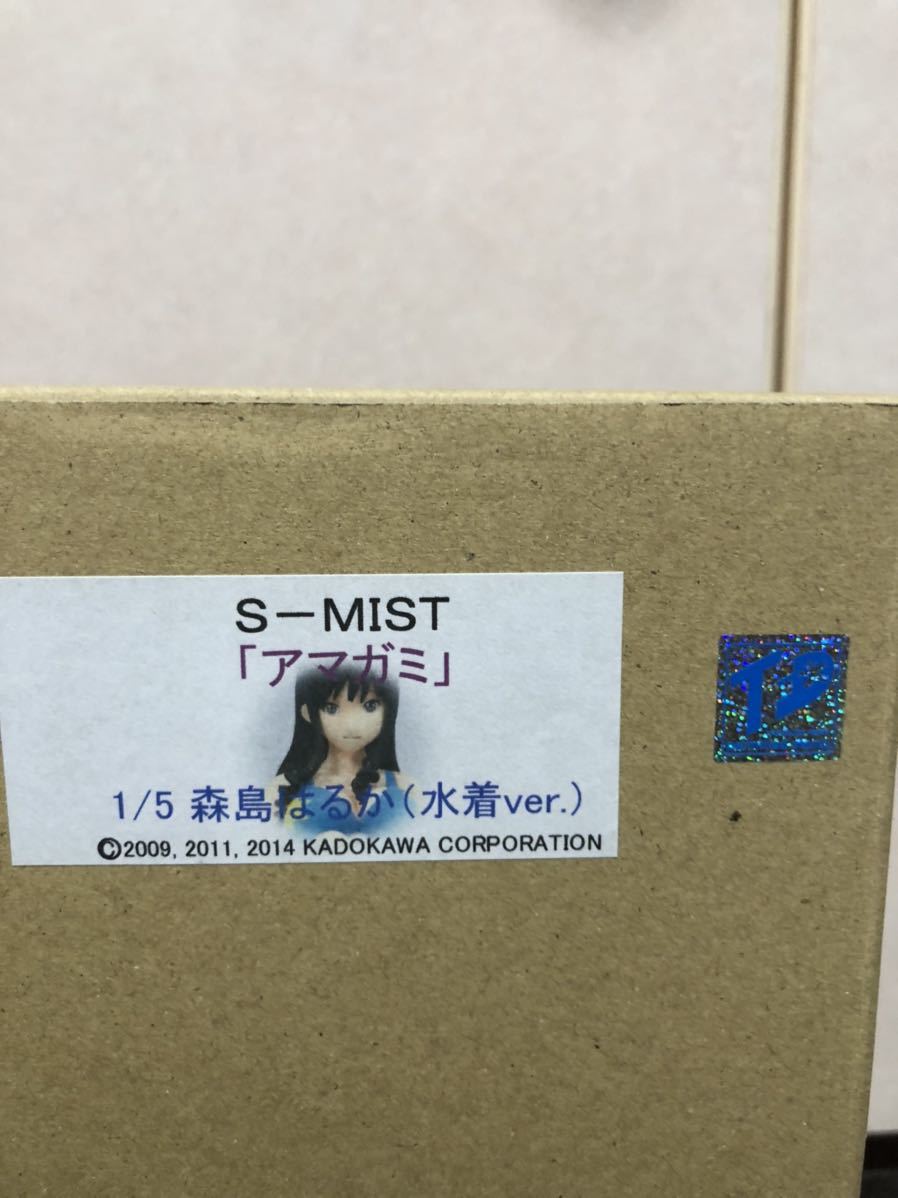 S-MIST
「アマガミ」
1/5 森島はるか(水着ver.)
©2009, 2011, 2014 KADOKAWA CORPORATION
TD